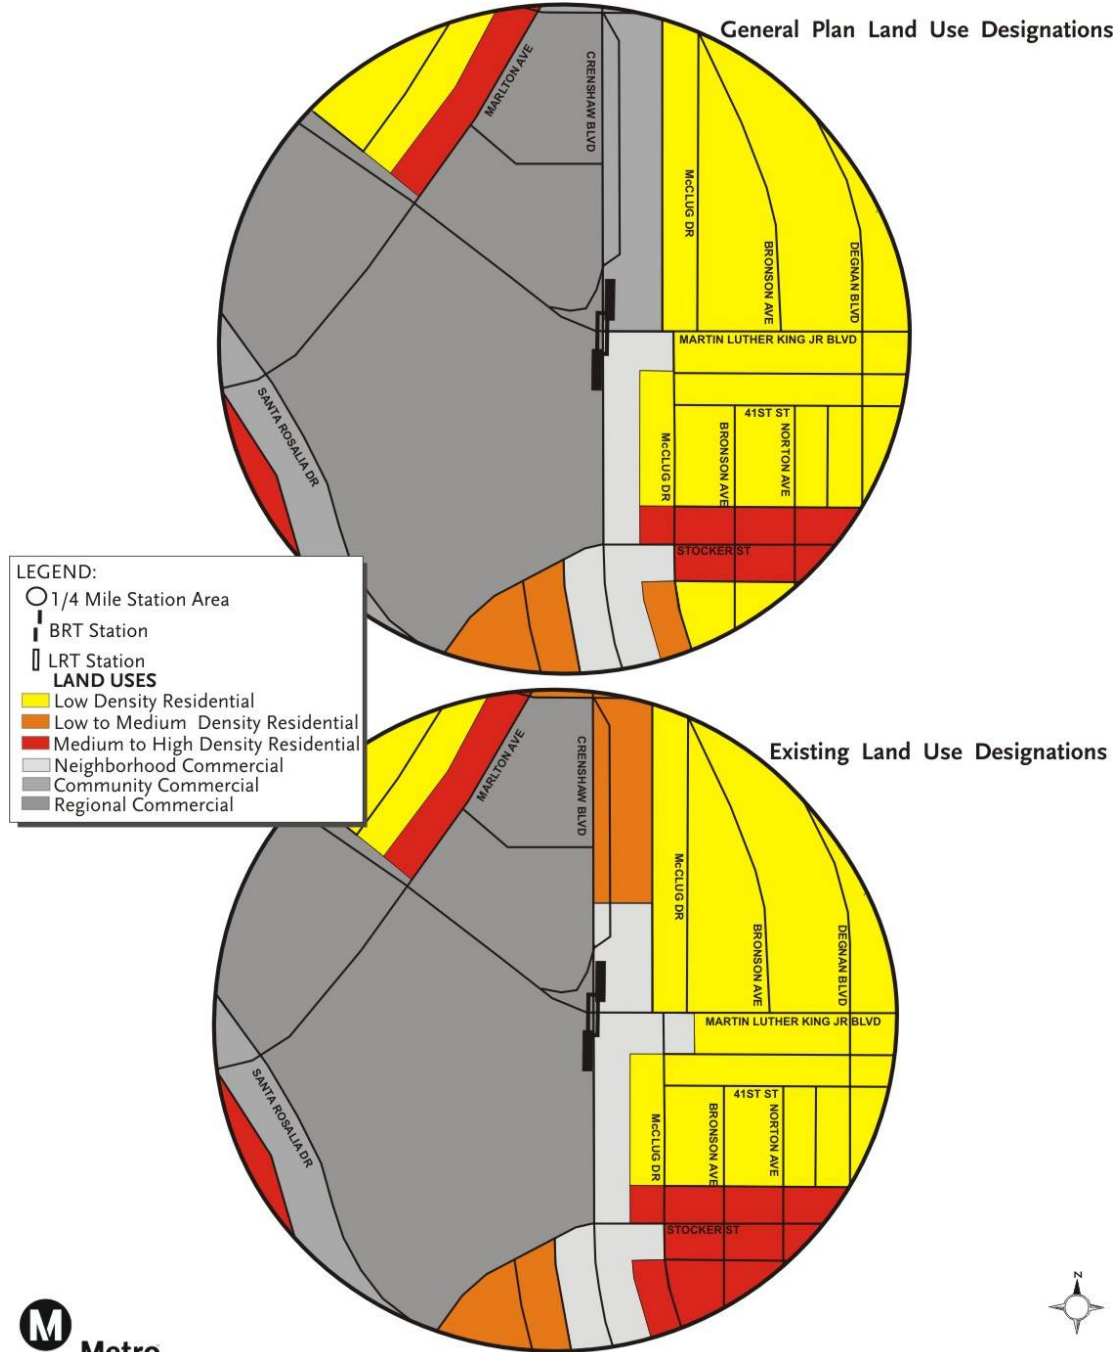 General Plan Land Use Designations
MARLTON AVE
CRENSHAW BLVD
McCLUG DR
BRONSON AVE
DEGNAN BLVD
MARTIN LUTHER KING JR BLVD
SANTA ROSALIA DR
41ST ST
McCLUG DR
BRONSON AVE
NORTON AVE
STOCKER ST
LEGEND:
1/4 Mile Station Area
BRT Station
LRT Station
LAND USES
Low Density Residential
Low to Medium Density Residential
Medium to High Density Residential
Neighborhood Commercial
Community Commercial
Regional Commercial
Existing Land Use Designations
MARLTON AVE
CRENSHAW BLVD
McCLUG DR
BRONSON AVE
DEGNAN BLVD
MARTIN LUTHER KING JR BLVD
SANTA ROSALIA DR
41ST ST
McCLUG DR
BRONSON AVE
NORTON AVE
STOCKER ST
N
M
Metro